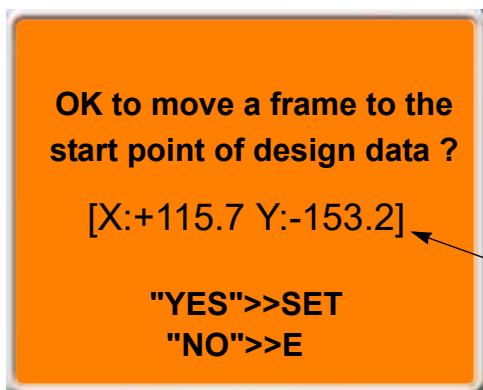 OK to move a frame to the
start point of design data ?
[X:+115.7 Y:-153.2]
"YES">>SET
"NO">>E